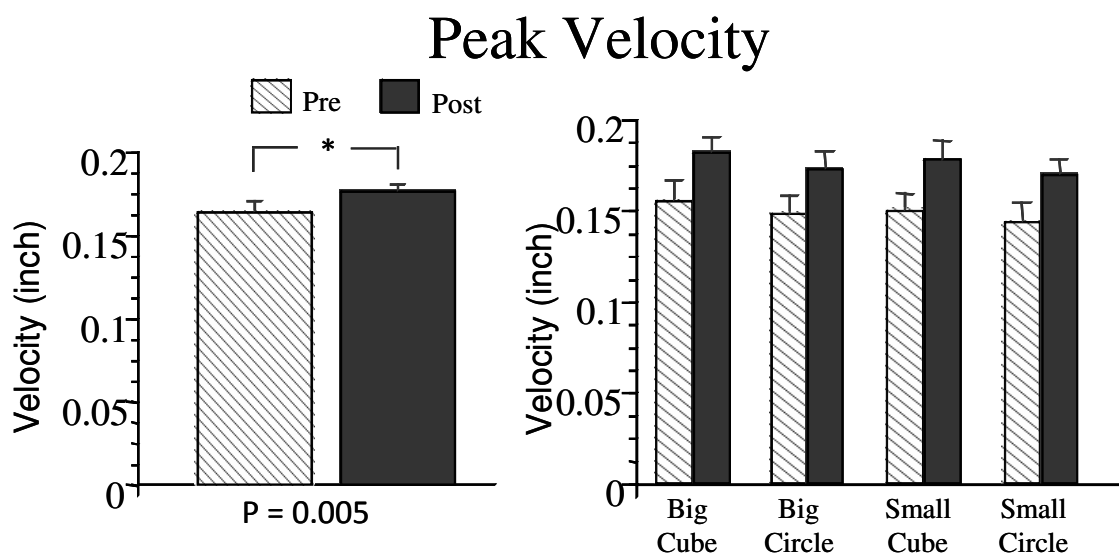 Peak Velocity
Pre
Post
*
0.2
0.15
0.1
0.05
0
Velocity (inch)
P = 0.005
0.2
0.15
0.1
0.05
0
Velocity (inch)
Big
Cube
Big
Circle
Small
Cube
Small
Circle